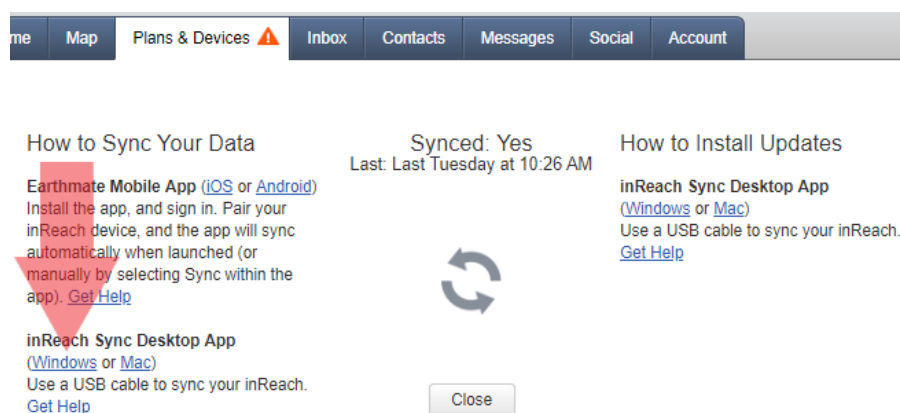 me Map Plans & Devices Inbox Contacts Messages Social Account
How to Sync Your Data
Earthmate Mobile App (iOS or Android)
Install the app, and sign in. Pair your
inReach device, and the app will sync
automatically when launched (or
manually by selecting Sync within the
app). Get Help
inReach Sync Desktop App
(Windows or Mac)
Use a USB cable to sync your inReach.
Get Help
Synced: Yes
Last: Last Tuesday at 10:26 AM
Close
How to Install Updates
inReach Sync Desktop App
(Windows or Mac)
Use a USB cable to sync your inReach.
Get Help